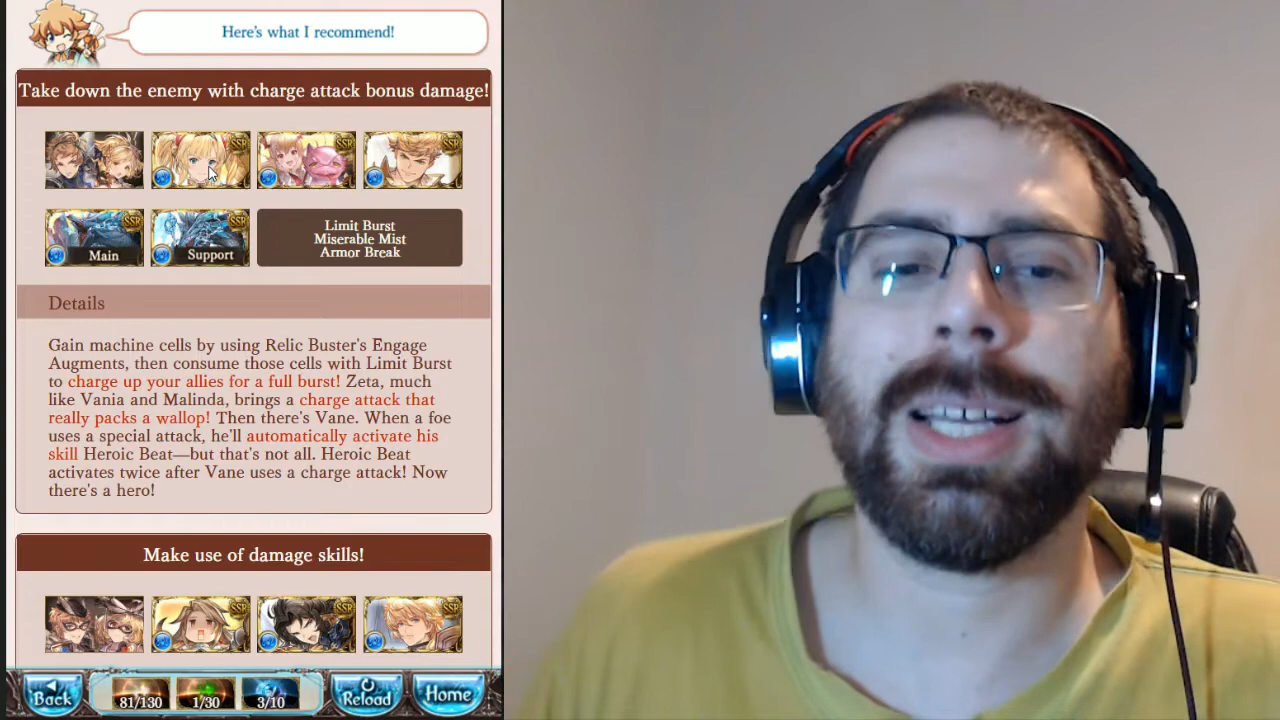 Here's what I recommend!
Take down the enemy with charge attack bonus damage!
SSR
SSR
SSR
SSR
SSR
Main
Support
Limit Burst
Miserable Mist
Armor Break
Details
Gain machine cells by using Relic Buster's Engage
Augments, then consume those cells with Limit Burst
to charge up your allies for a full burst! Zeta, much
like Vania and Malinda, brings a charge attack that
really packs a wallop! Then there's Vane. When a foe
uses a special attack, he'll automatically activate his
skill Heroic Beat—but that's not all. Heroic Beat
activates twice after Vane uses a charge attack! Now
there's a hero!
Make use of damage skills!
SSR
SSR
SSR
Back
81/130
1/30
3/10
Reload
Home